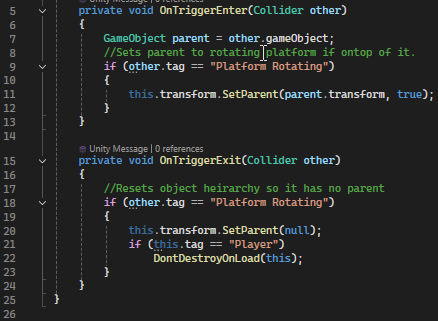 Unity Message | 0 references
5 private void OnTriggerEnter(Collider other)
6 {
7 GameObject parent = other.gameObject;
8 //Sets parent to rotating platform if ontop of it.
9 if (other.tag == "Platform Rotating")
10 {
11 this.transform.SetParent(parent.transform, true);
12 }
13 }
14
Unity Message | 0 references
15 private void OnTriggerExit(Collider other)
16 {
17 //Resets object heirarchy so it has no parent
18 if (other.tag == "Platform Rotating")
19 {
20 this.transform.SetParent(null);
21 if (this.tag == "Player")
22 DontDestroyOnLoad(this);
23 }
24 }
25 }
26